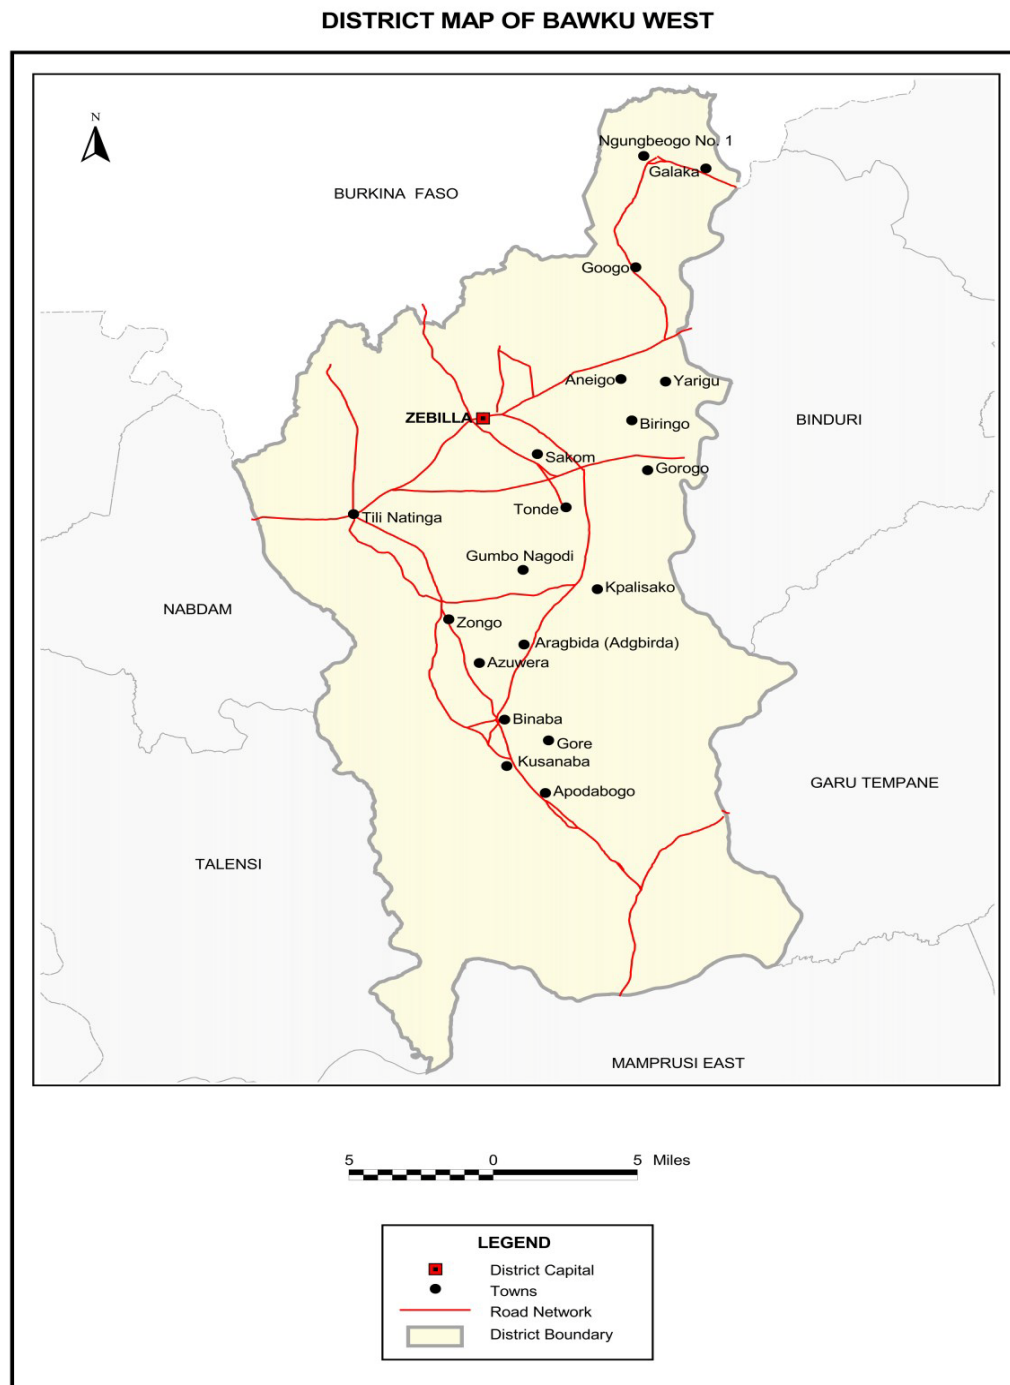 DISTRICT MAP OF BAWKU WEST
N
Ngungbeogo No. 1
Galaka
BURKINA FASO
Googo
Aneigo
Yarigu
ZEBILLA
Biringo
BINDURI
Sakom
Gorogo
Tonde
Tili Natinga
Gumbo Nagodi
Kpalisako
NABDAM
Zongo
Aragbida (Adgbirda)
Azuwera
Binaba
Gore
Kusanaba
GARU TEMPANE
Apodabogo
TALENSI
MAMPRUSI EAST
5 0 5 Miles
LEGEND
District Capital
Towns
Road Network
District Boundary